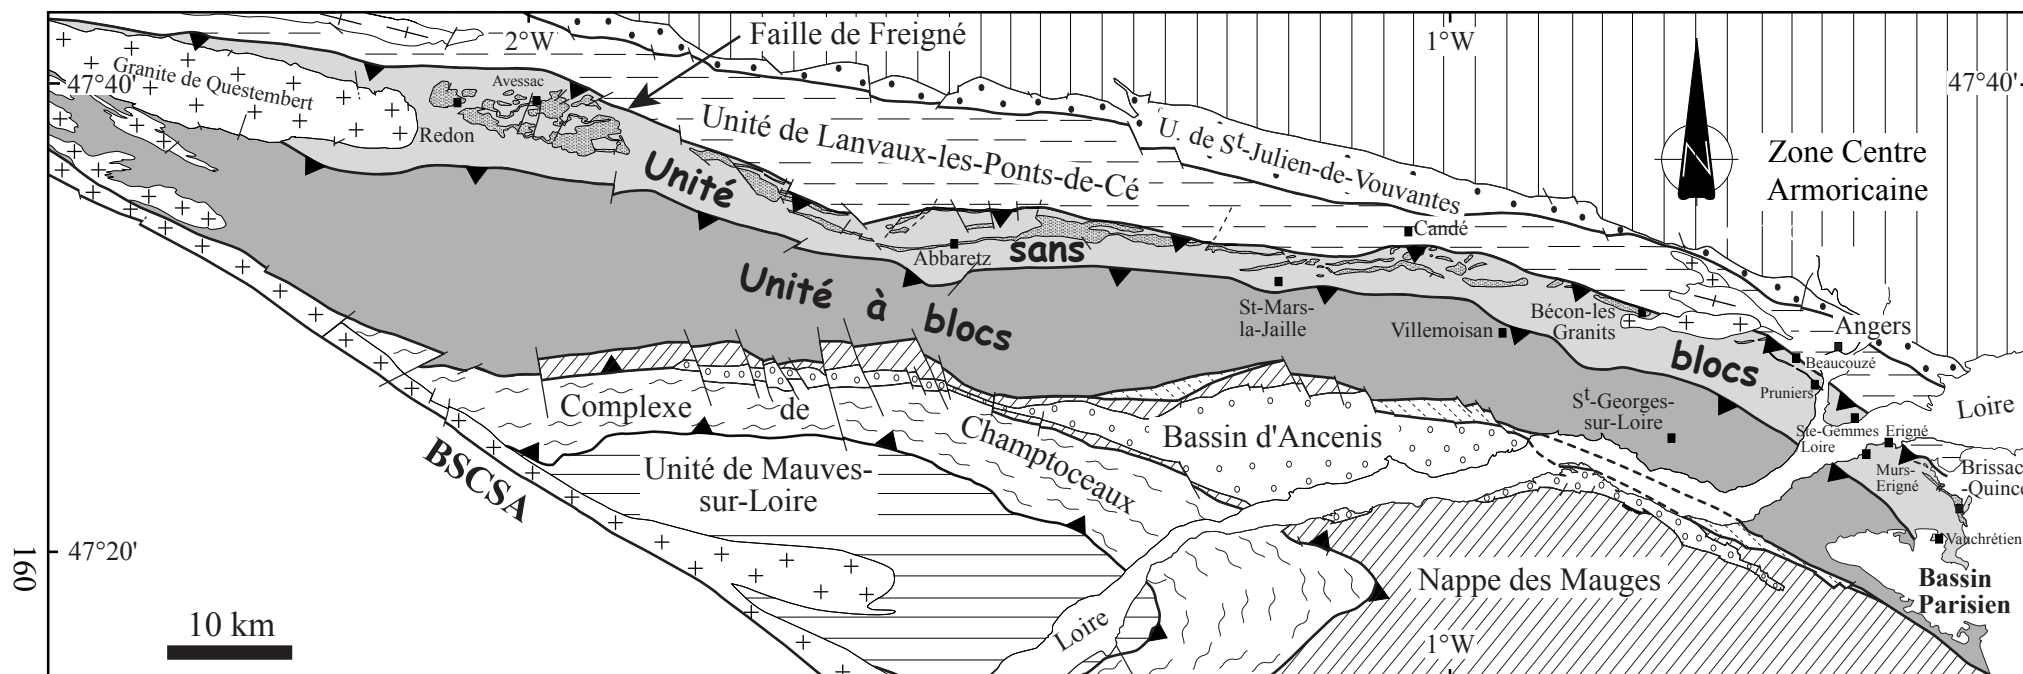 Faille de Freigné
2°W
1°W
47°40'
47°40'
Granite de Questembert
Avessac
Redon
Unité de Lanvaux-les-Ponts-de-Cé
U. de St-Julien-de-Vouvantes
Zone Centre
Armoricaine
N
Unité
sans
blocs
Candé
Abbaretz
Unité à blocs
St-Mars-
la-Jaille
Villemoisan
Bécon-les
Granits
Angers
Beaucouzé
Pruniers
St-Georges-
sur-Loire
Loire
Ste-Gemmes
Loire
Erigné
Murs-
Erigné
Brissac
-Quincé
Vauchrétien
Complexe de Champtoceaux
Bassin d'Ancenis
BSCSA
Unité de Mauves-
sur-Loire
Nappe des Mauges
Bassin
Parisien
Loire
47°20'
1°W
10 km
160